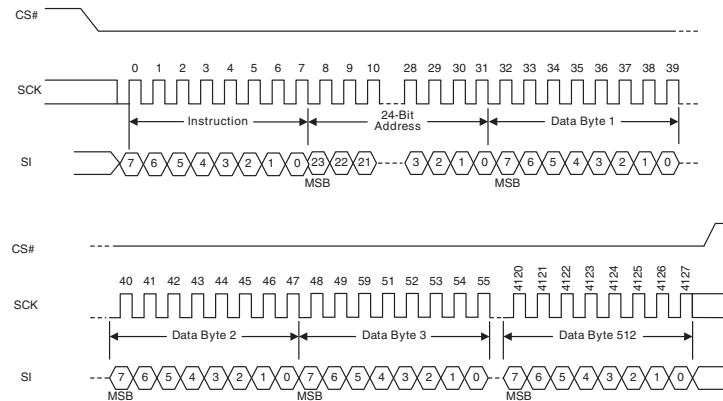 CS#
0 1 2 3 4 5 6 7 8 9 10 28 29 30 31 32 33 34 35 36 37 38 39
SCK
Instruction 24-Bit Address Data Byte 1
SI 7 6 5 4 3 2 1 0 23 22 21 3 2 1 0 7 6 5 4 3 2 1 0
MSB MSB
CS#
40 41 42 43 44 45 46 47 48 49 59 51 52 53 54 55 4120 4121 4122 4123 4124 4125 4126 4127
SCK
Data Byte 2 Data Byte 3 Data Byte 512
SI 7 6 5 4 3 2 1 0 7 6 5 4 3 2 1 0 7 6 5 4 3 2 1 0
MSB MSB MSB